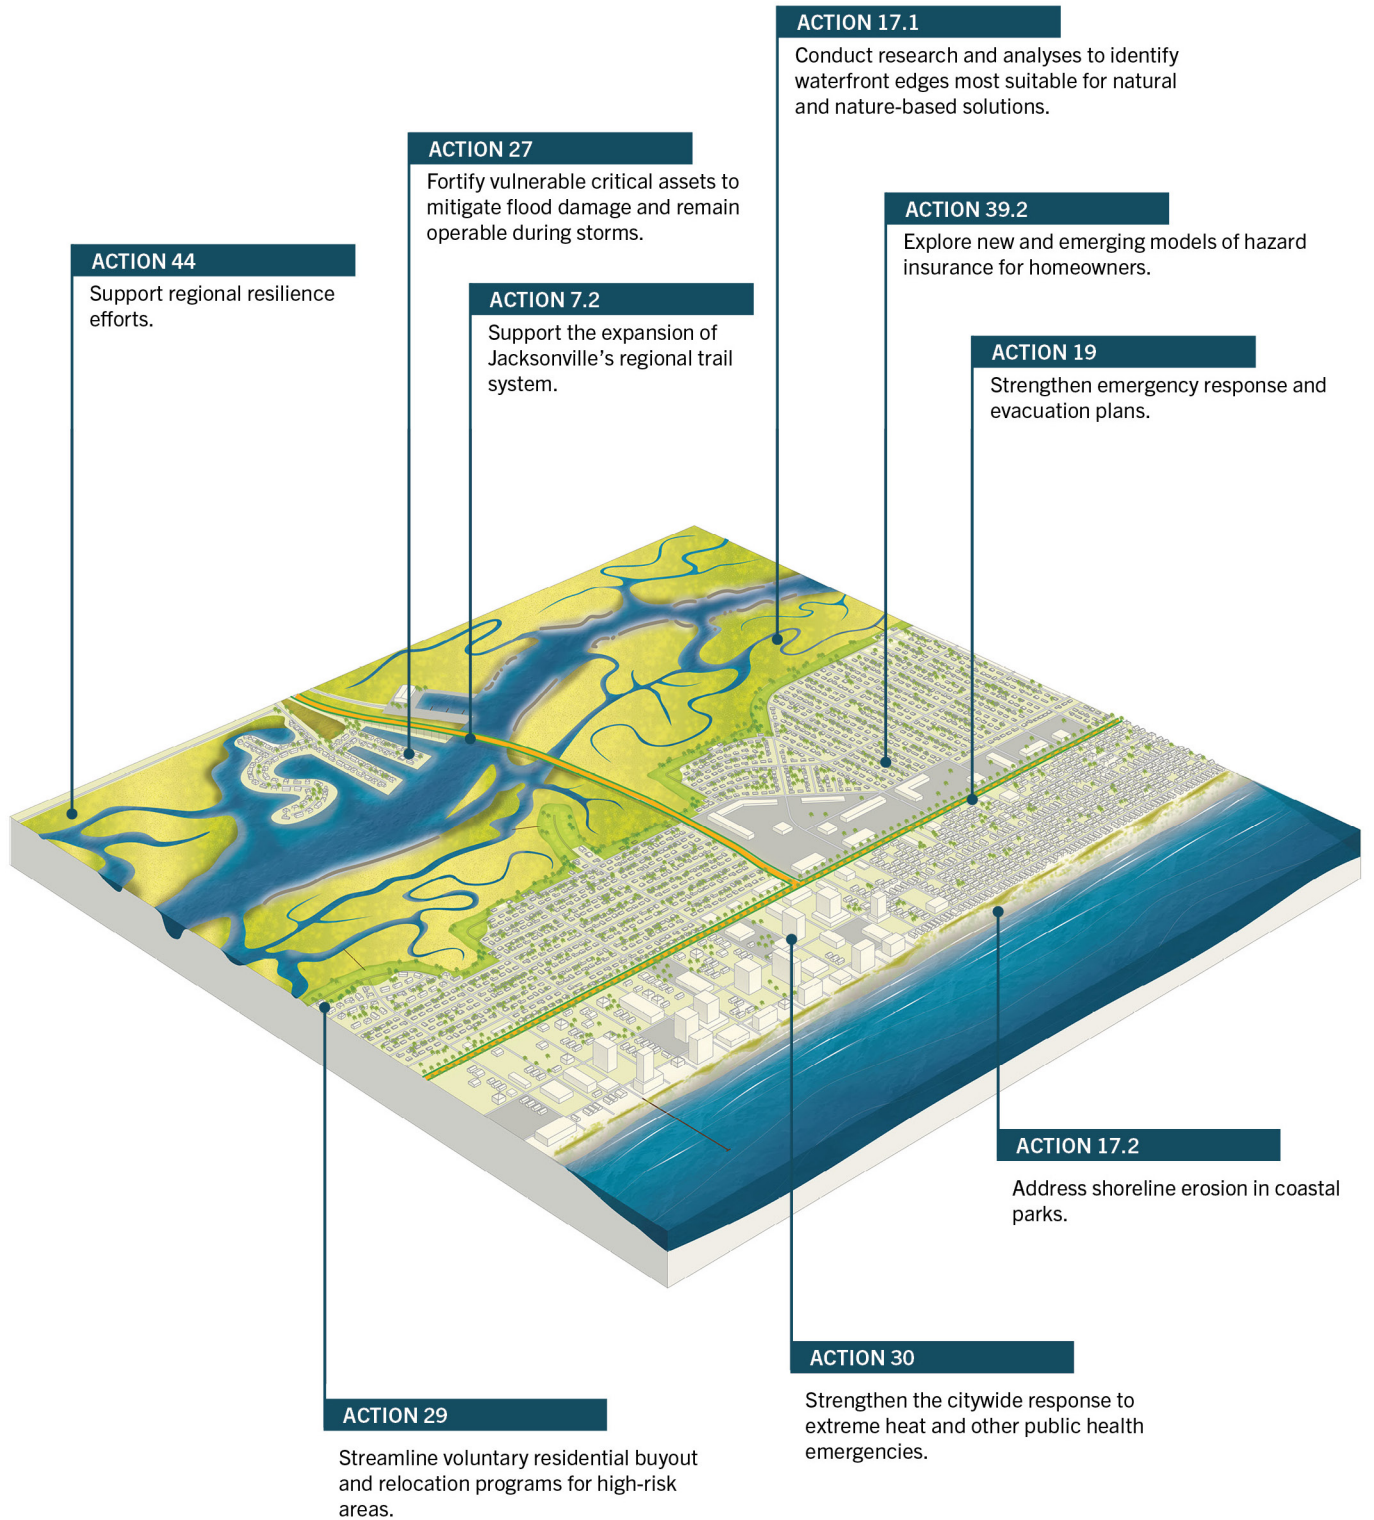 ACTION 17.1
Conduct research and analyses to identify
waterfront edges most suitable for natural
and nature-based solutions.
ACTION 27
Fortify vulnerable critical assets to
mitigate flood damage and remain
operable during storms.
ACTION 39.2
Explore new and emerging models of hazard
insurance for homeowners.
ACTION 44
Support regional resilience
efforts.
ACTION 7.2
Support the expansion of
Jacksonville’s regional trail
system.
ACTION 19
Strengthen emergency response and
evacuation plans.
ACTION 17.2
Address shoreline erosion in coastal
parks.
ACTION 30
Strengthen the citywide response to
extreme heat and other public health
emergencies.
ACTION 29
Streamline voluntary residential buyout
and relocation programs for high-risk
areas.